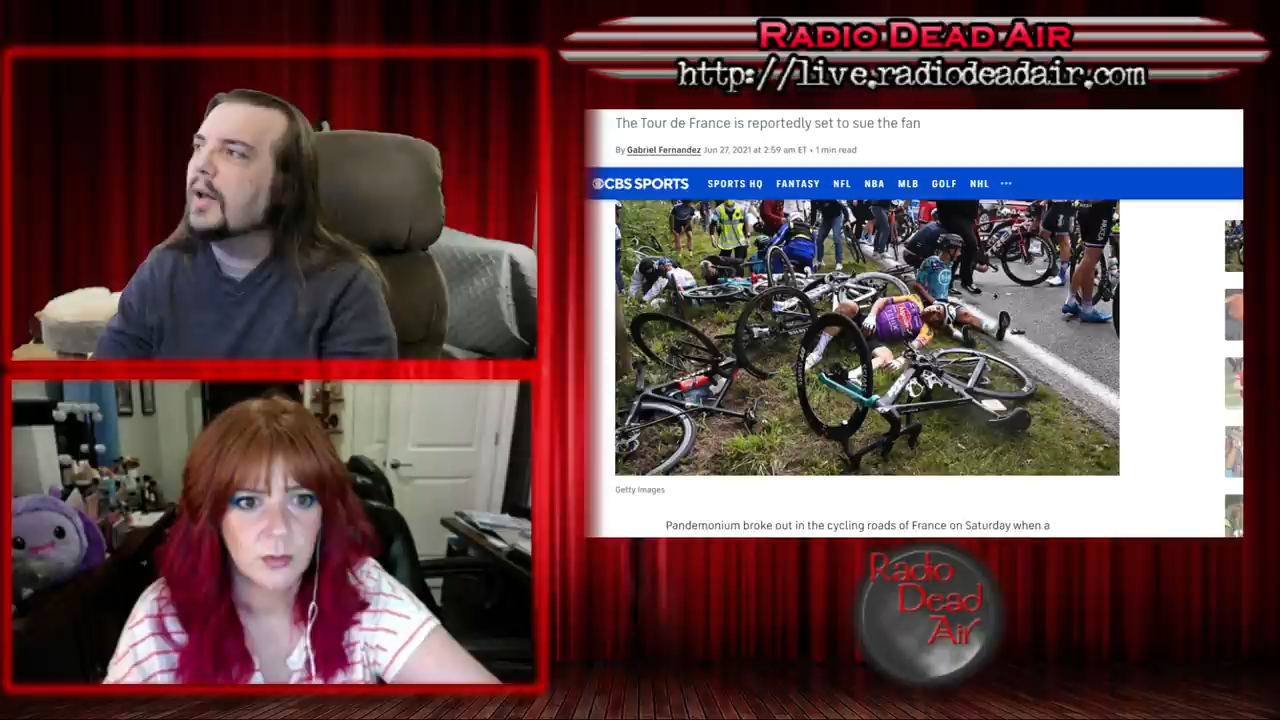 RADIO DEAD AIR
http://live.radiodeadair.com
The Tour de France is reportedly set to sue the fan
By Gabriel Fernandez Jun 27, 2021 at 2:59 am ET • 1 min read
CBS SPORTS SPORTS HQ FANTASY NFL NBA MLB GOLF NHL ...
Getty Images
Pandemonium broke out in the cycling roads of France on Saturday when a
Radio
Dead
Air